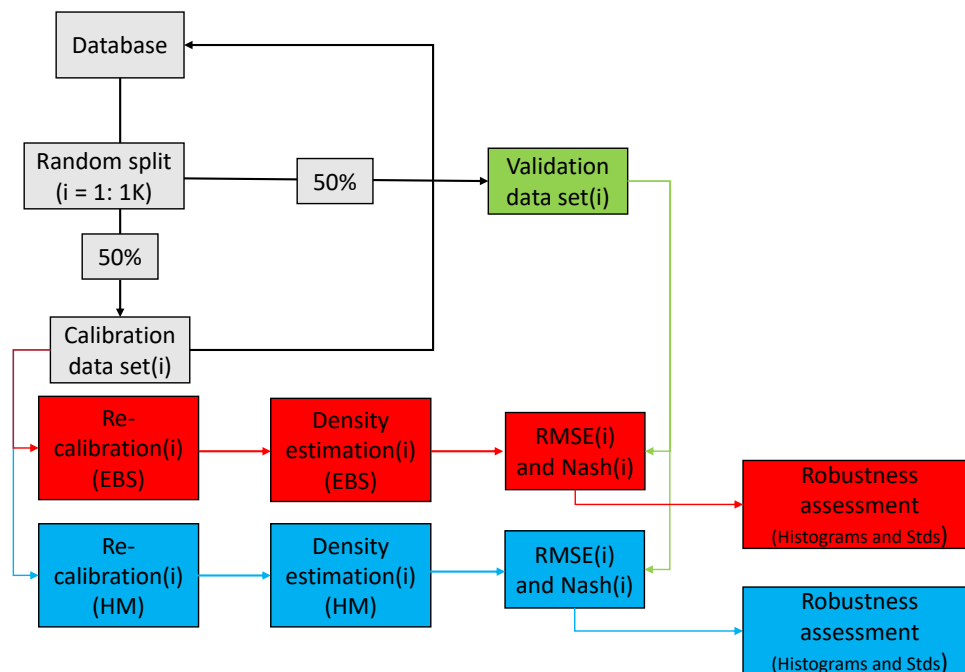 Database
Random split
(i = 1: 1K)
50%
Validation
data set(i)
50%
Calibration
data set(i)
Re-
calibration(i)
(EBS)
Density
estimation(i)
(EBS)
RMSE(i)
and Nash(i)
Robustness
assessment
(Histograms and Stds)
Re-
calibration(i)
(HM)
Density
estimation(i)
(HM)
RMSE(i)
and Nash(i)
Robustness
assessment
(Histograms and Stds)